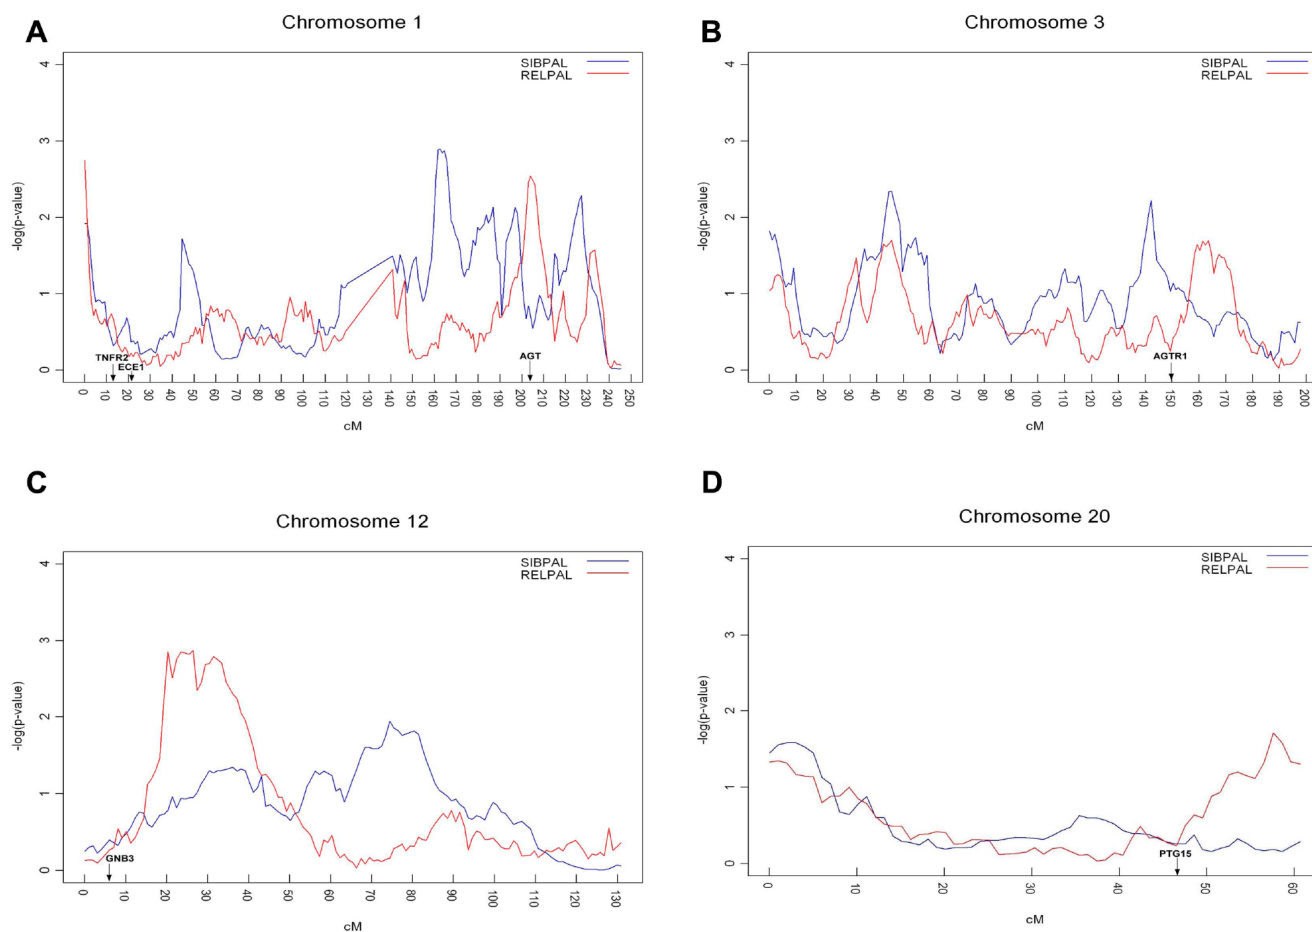 A
Chromosome 1
SIBPAL
RELPAL
4
3
2
1
0
-log(p-value)
TNFR2
ECE1
AGT
0 10 20 30 40 50 60 70 80 90 100 110 120 130 140 150 160 170 180 190 200 210 220 230 240 250
cM
B
Chromosome 3
SIBPAL
RELPAL
4
3
2
1
0
-log(p-value)
AGTR1
0 10 20 30 40 50 60 70 80 90 100 110 120 130 140 150 160 170 180 190 200
cM
C
Chromosome 12
SIBPAL
RELPAL
4
3
2
1
0
-log(p-value)
GNB3
0 10 20 30 40 50 60 70 80 90 100 110 120 130
cM
D
Chromosome 20
SIBPAL
RELPAL
4
3
2
1
0
-log(p-value)
PTG15
0 10 20 30 40 50 60
cM